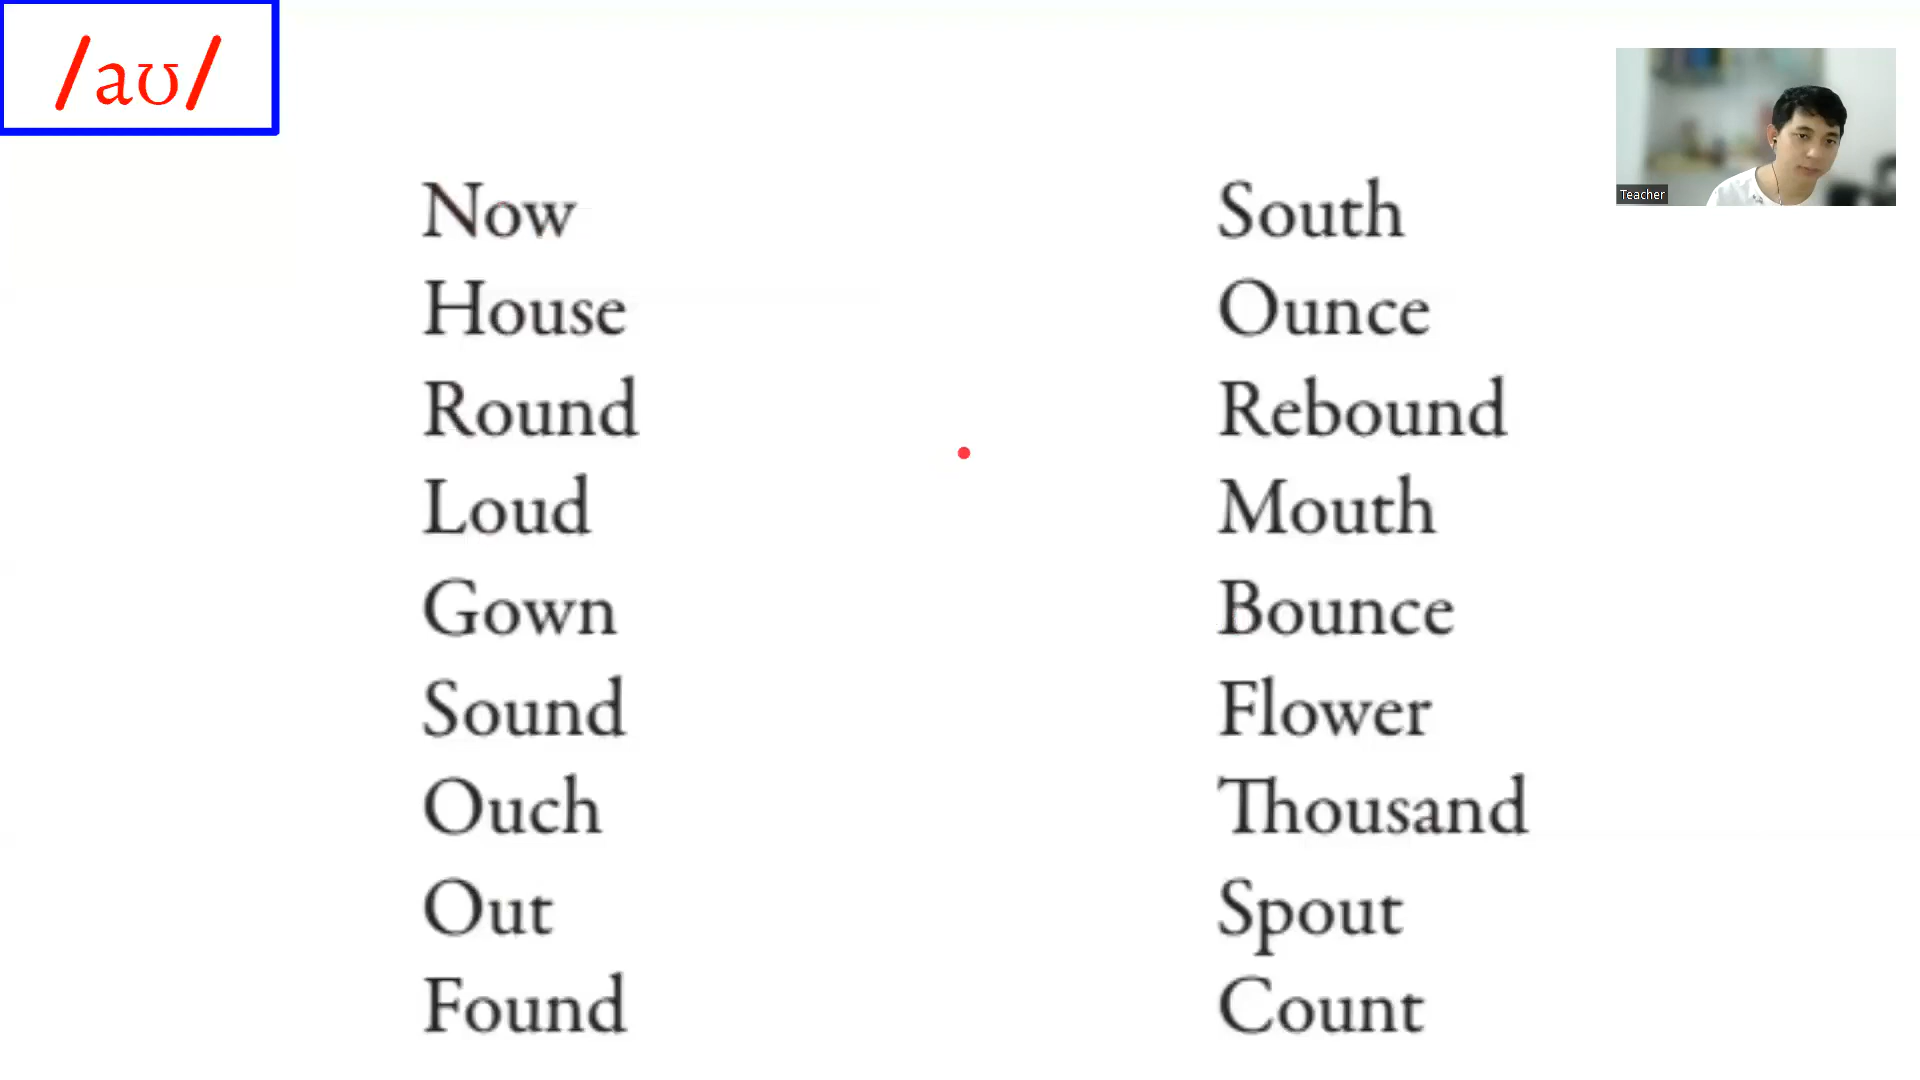 /aʊ/
Teacher
Now
House
Round
Loud
Gown
Sound
Ouch
Out
Found
South
Ounce
Rebound
Mouth
Bounce
Flower
Thousand
Spout
Count